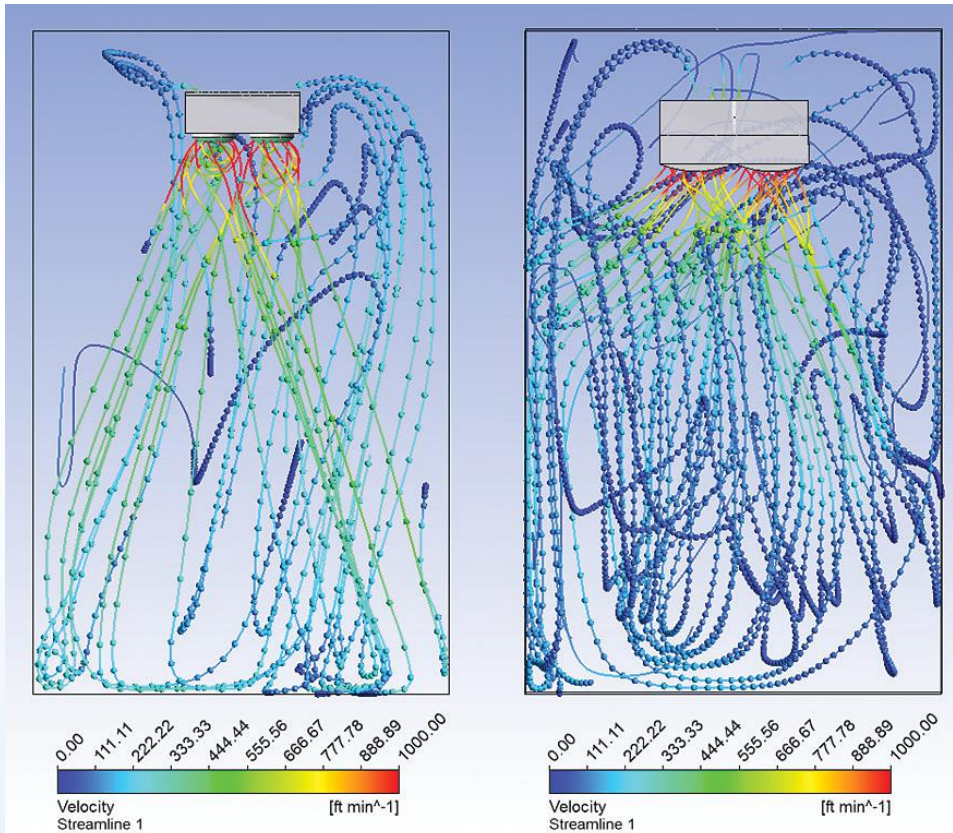 0.00 111.11 222.22 333.33 444.44 555.56 666.67 777.78 888.89 1000.00
Velocity [ft min^-1]
Streamline 1
0.00 111.11 222.22 333.33 444.44 555.56 666.67 777.78 888.89 1000.00
Velocity [ft min^-1]
Streamline 1